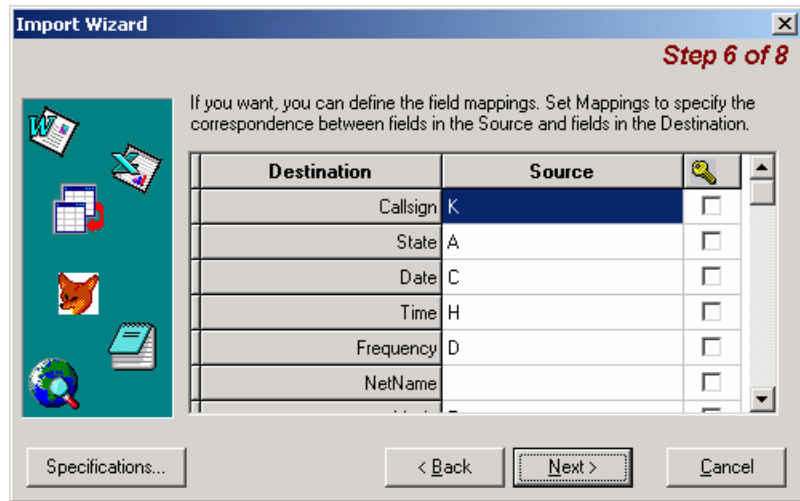 Import Wizard
Step 6 of 8
If you want, you can define the field mappings. Set Mappings to specify the
correspondence between fields in the Source and fields in the Destination.
Destination Source
Callsign K
State A
Date C
Time H
Frequency D
NetName
Specifications... < Back Next > Cancel